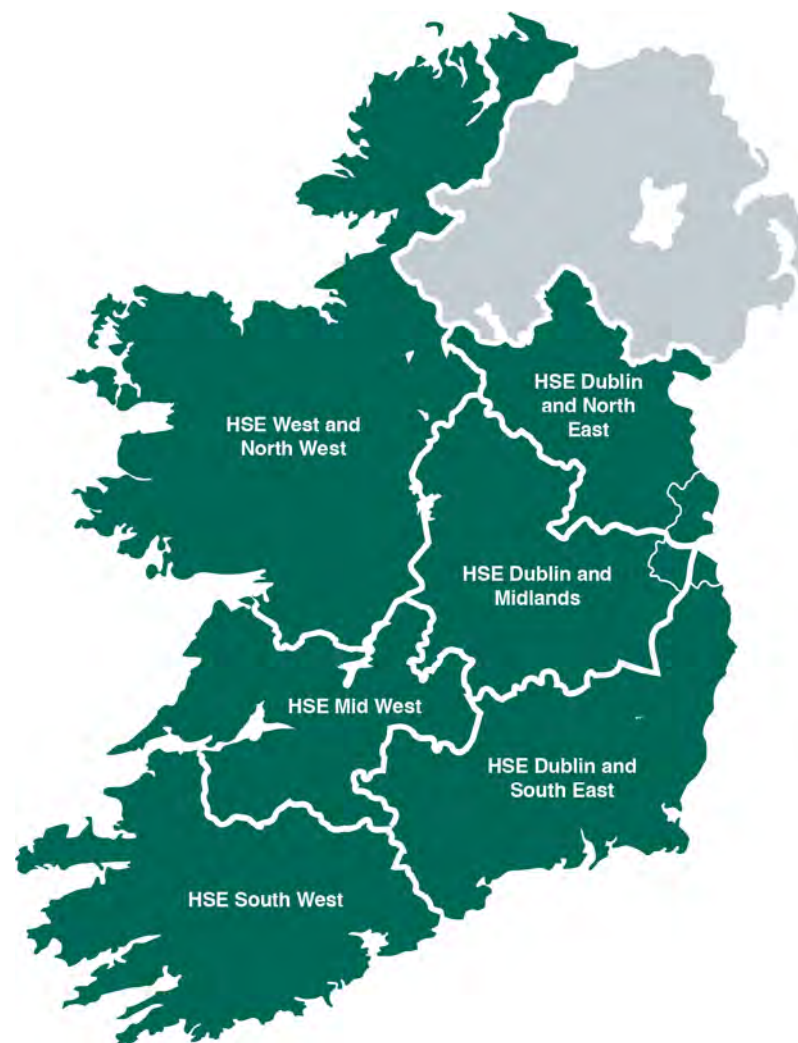 HSE Dublin
and North
East
HSE West and
North West
HSE Dublin and
Midlands
HSE Mid West
HSE Dublin and
South East
HSE South West